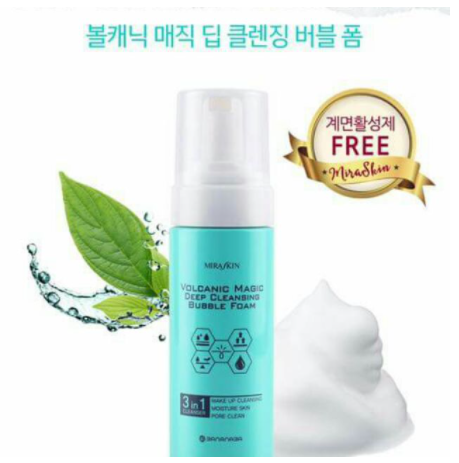 볼캐닉 매직 딥 클렌징 버블 폼
계면활성제
FREE
MiraSkin
MIRASKIN
VOLCANIC MAGIC
DEEP CLEANSING
BUBBLE FOAM
3 in 1
CLEANSER
MAKE UP CLEANSING
MOISTURE SKIN
PORE CLEAN